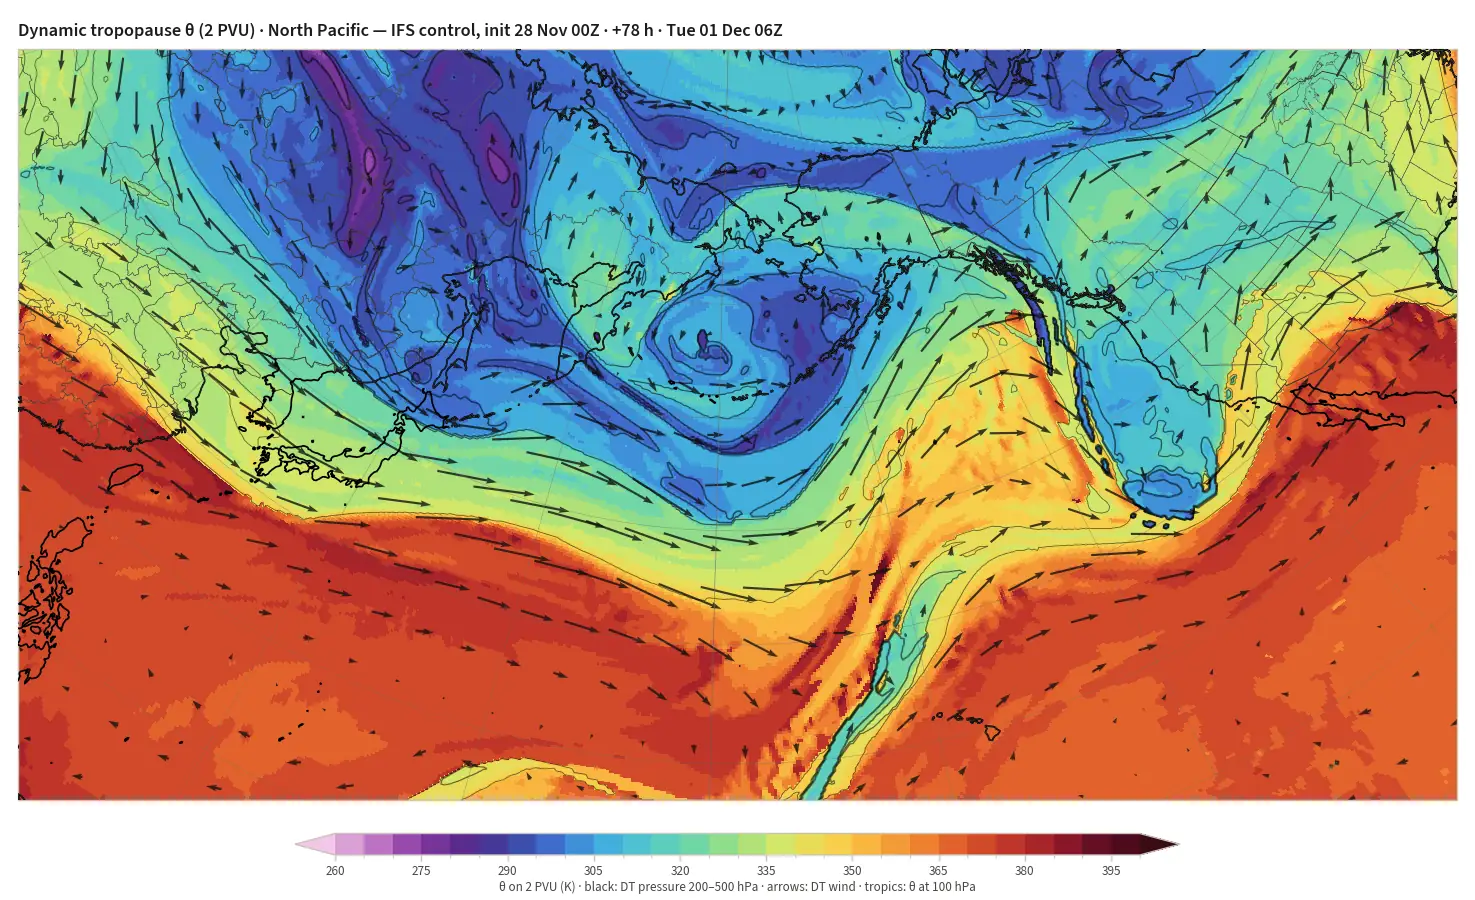 Dynamic tropopause θ (2 PVU) · North Pacific — IFS control, init 28 Nov 00Z · +78 h · Tue 01 Dec 06Z
260 275 290 305 320 335 350 365 380 395
θ on 2 PVU (K) · black: DT pressure 200–500 hPa · arrows: DT wind · tropics: θ at 100 hPa